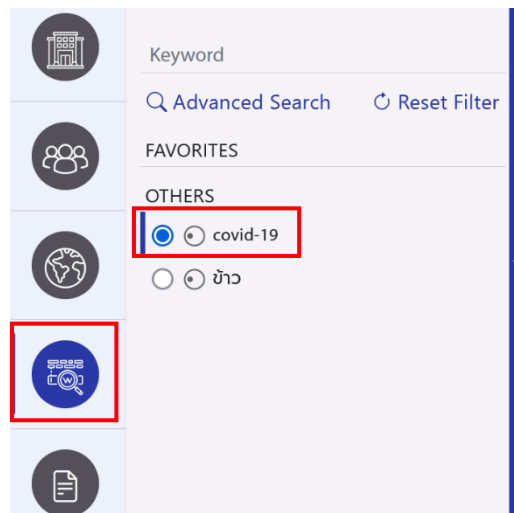 Keyword
Advanced Search Reset Filter
FAVORITES
OTHERS
covid-19
ข้าว